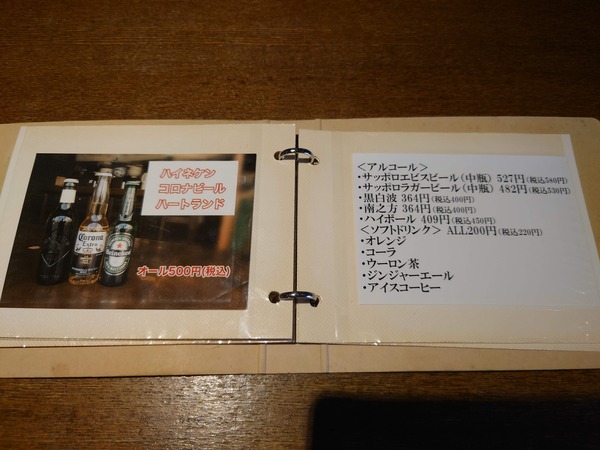 ハイネケン
コロナビール
ハートランド
Corona
Extra
Heineken
オール500円(税込)
＜アルコール＞
・サッポロエビスビール(中瓶) 527円(税込580円)
・サッポロラガービール(中瓶) 482円(税込530円)
・黒白波 364円(税込400円)
・南之方 364円(税込400円)
・ハイボール 409円(税込450円)
＜ソフトドリンク＞ ALL200円(税込220円)
・オレンジ
・コーラ
・ウーロン茶
・ジンジャーエール
・アイスコーヒー